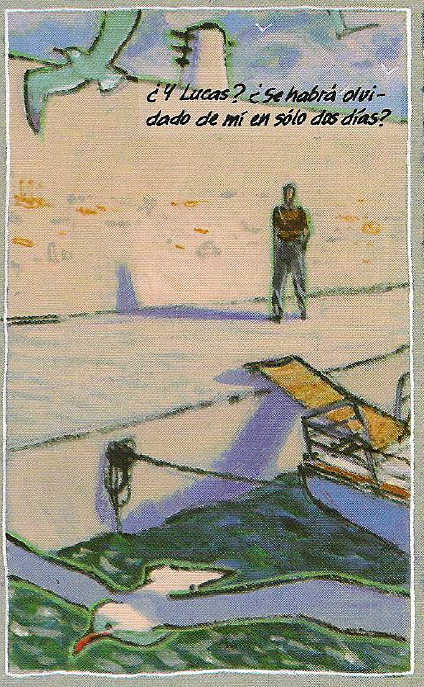 ¿Y Lucas? ¿Se habrá olvi-
dado de mí en sólo dos días?